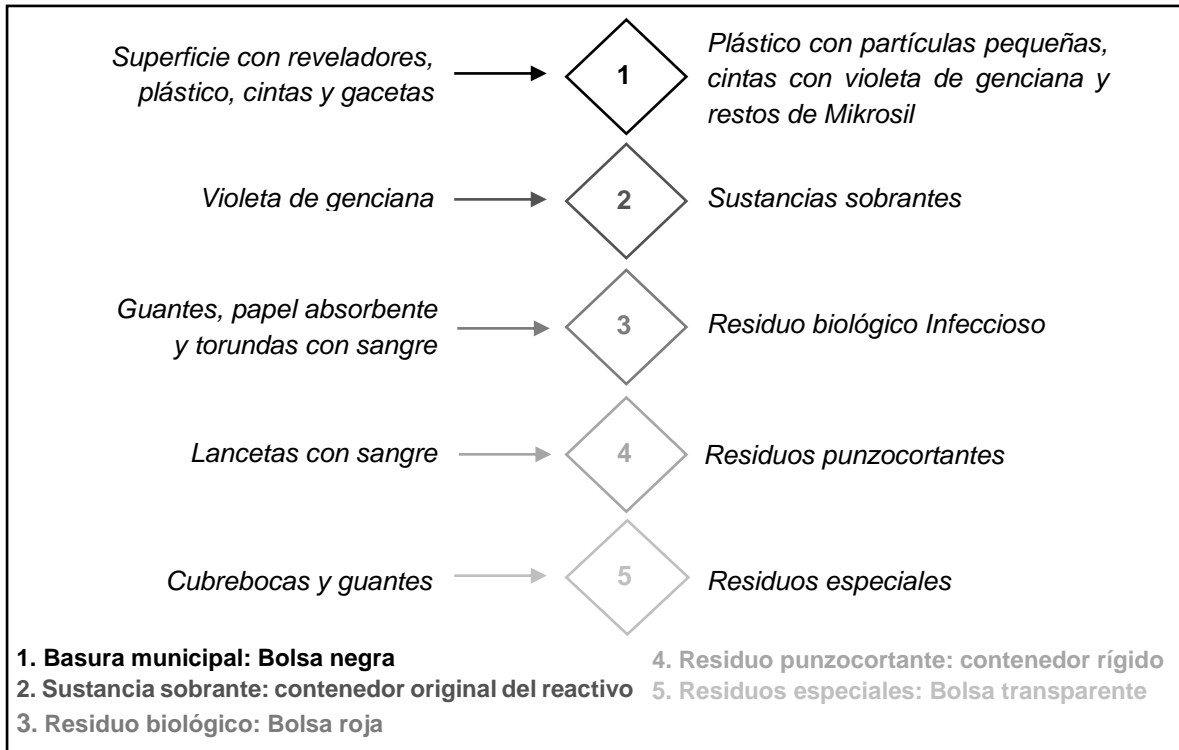 Superficie con reveladores,
plástico, cintas y gacetas
1
Plástico con partículas pequeñas,
cintas con violeta de genciana y
restos de Mikrosil
Violeta de genciana
2
Sustancias sobrantes
Guantes, papel absorbente
y torundas con sangre
3
Residuo biológico Infeccioso
Lancetas con sangre
4
Residuos punzocortantes
Cubrebocas y guantes
5
Residuos especiales
1. Basura municipal: Bolsa negra
2. Sustancia sobrante: contenedor original del reactivo
3. Residuo biológico: Bolsa roja
4. Residuo punzocortante: contenedor rígido
5. Residuos especiales: Bolsa transparente